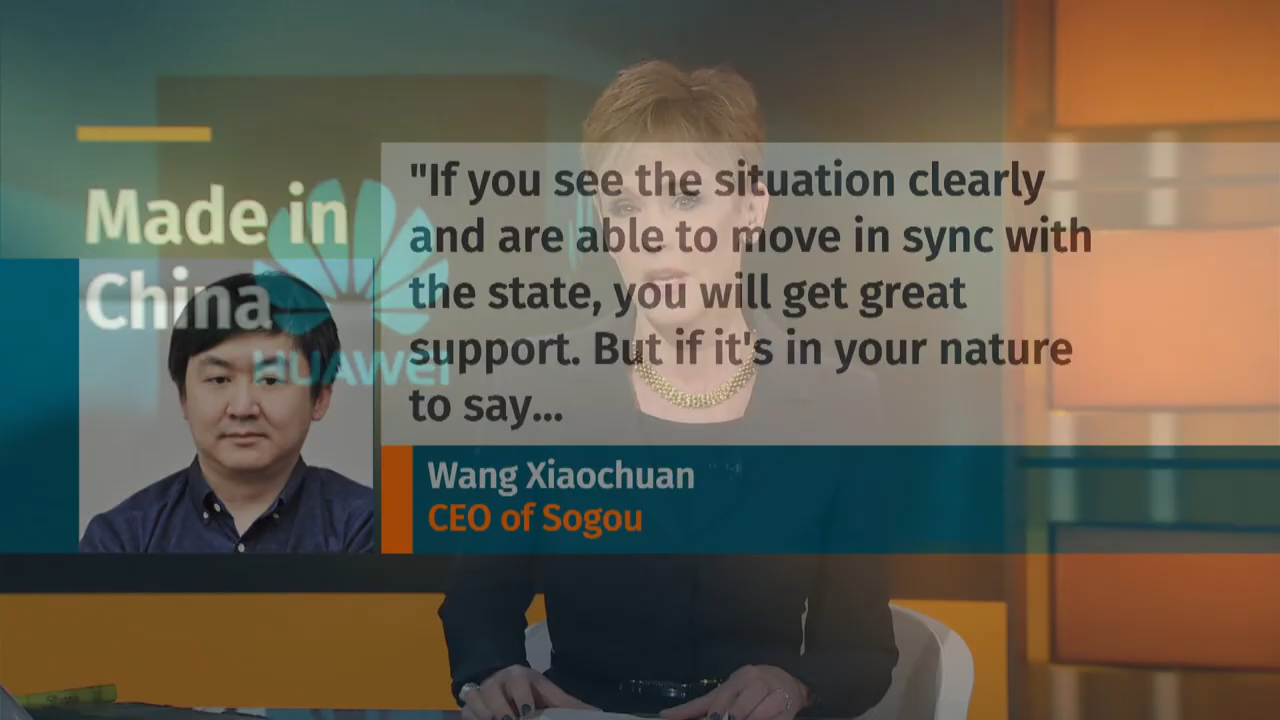 Made in
China
HUAWEI
"If you see the situation clearly
and are able to move in sync with
the state, you will get great
support. But if it's in your nature
to say...
Wang Xiaochuan
CEO of Sogou